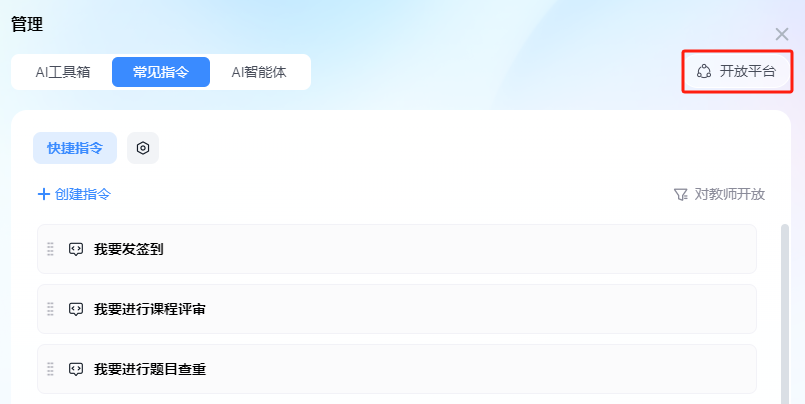 管理
AI工具箱 常见指令 AI智能体 开放平台
快捷指令
创建指令 对教师开放
我要发签到
我要进行课程评审
我要进行题目查重